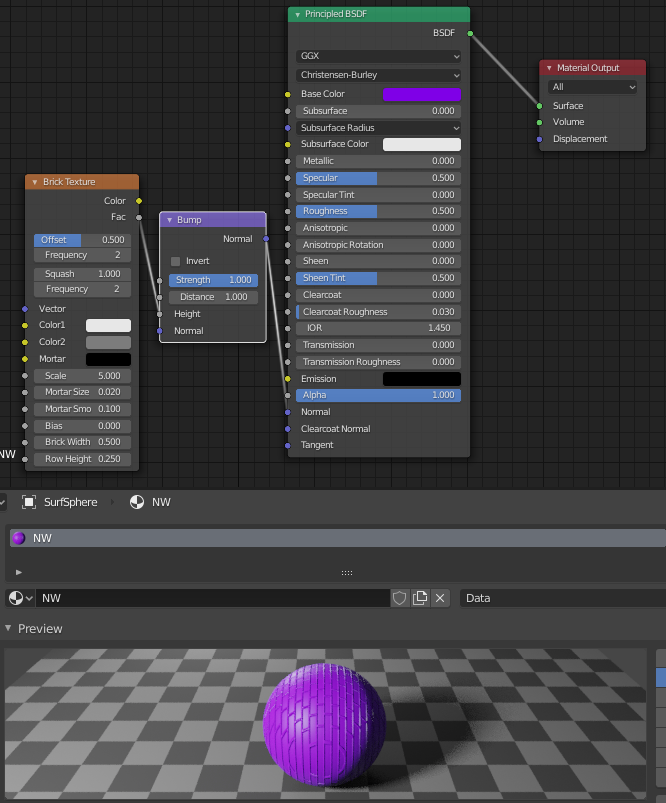 Principled BSDF
BSDF
GGX
Christensen-Burley
Base Color
Subsurface 0.000
Subsurface Radius
Subsurface Color
Metallic 0.000
Specular 0.500
Specular Tint 0.000
Roughness 0.500
Anisotropic 0.000
Anisotropic Rotation 0.000
Sheen 0.000
Sheen Tint 0.500
Clearcoat 0.000
Clearcoat Roughness 0.030
IOR 1.450
Transmission 0.000
Transmission Roughness 0.000
Emission
Alpha 1.000
Normal
Clearcoat Normal
Tangent
Material Output
All
Surface
Volume
Displacement
Brick Texture
Color
Fac
Offset 0.500
Frequency 2
Squash 1.000
Frequency 2
Vector
Color1
Color2
Mortar
Scale 5.000
Mortar Size 0.020
Mortar Smo 0.100
Bias 0.000
Brick Width 0.500
Row Height 0.250
Bump
Normal
Invert
Strength 1.000
Distance 1.000
Height
Normal
NW
SurfSphere NW
NW
NW Data
Preview